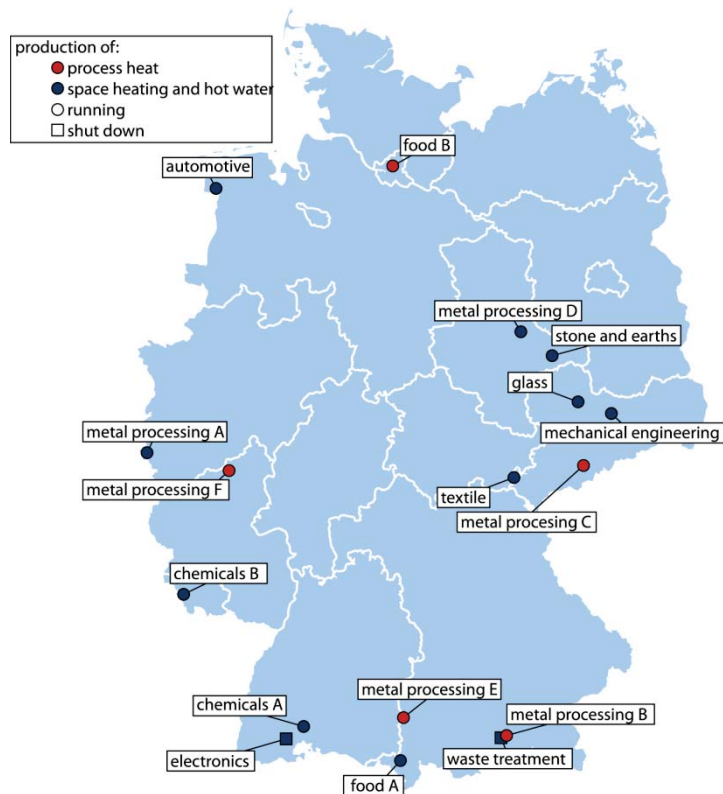 production of:
process heat
space heating and hot water
running
shut down
food B
automotive
metal processing D
stone and earths
glass
metal processing A
mechanical engineering
metal processing F
textile
metal procesing C
chemicals B
metal processing E
chemicals A
metal processing B
electronics
waste treatment
food A